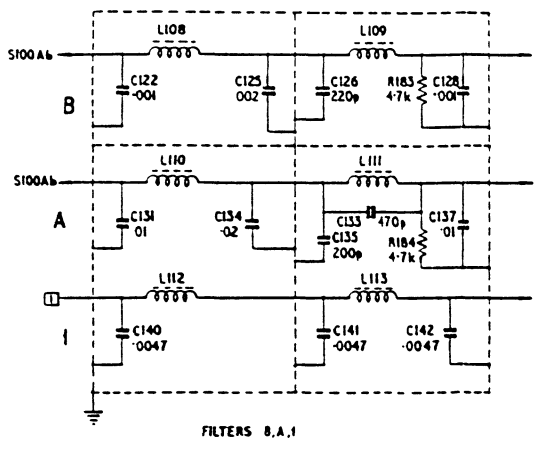 L108
L109
S100Ab
C122
·001
C125
002
C126
220p
R183
4·7k
C128
·001
B
L110
L111
S100Ab
A
C131
01
C134
·02
C133
470p
C135
200p
R184
4·7k
C137
·01
L112
L113
1
1
C140
·0047
C141
·0047
C142
·0047
FILTERS B,A,1